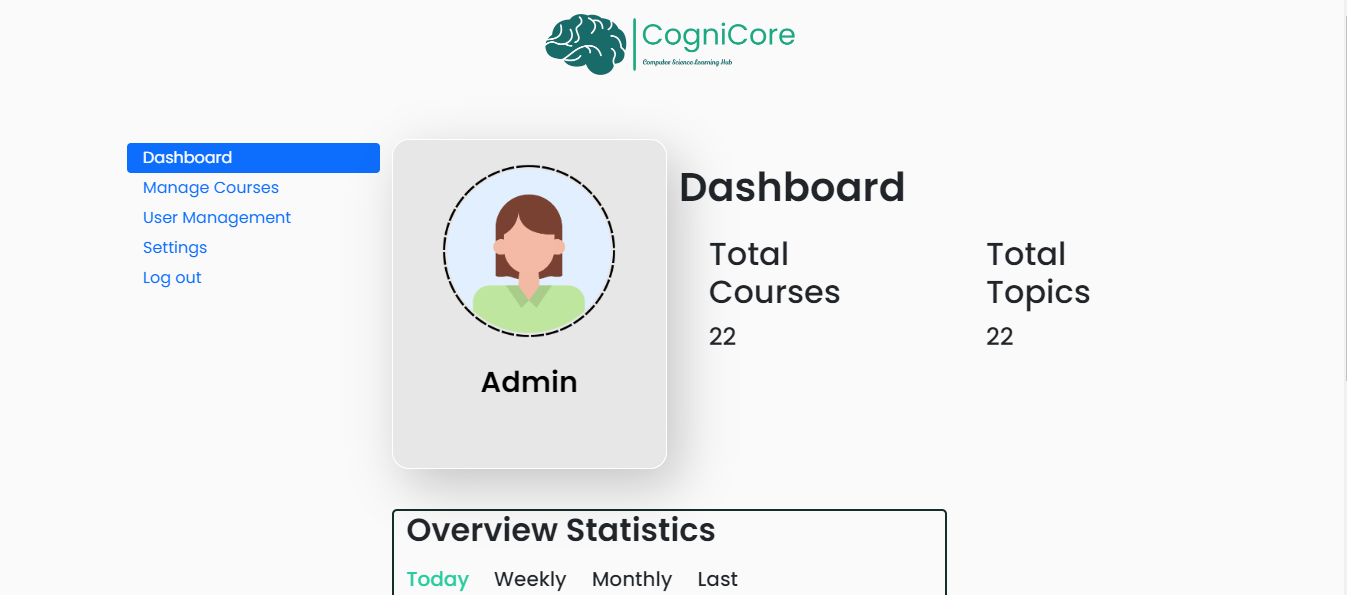 CogniCore
Computer Science Learning Hub
Dashboard
Manage Courses
User Management
Settings
Log out
Admin
Dashboard
Total
Courses
22
Total
Topics
22
Overview Statistics
Today Weekly Monthly Last